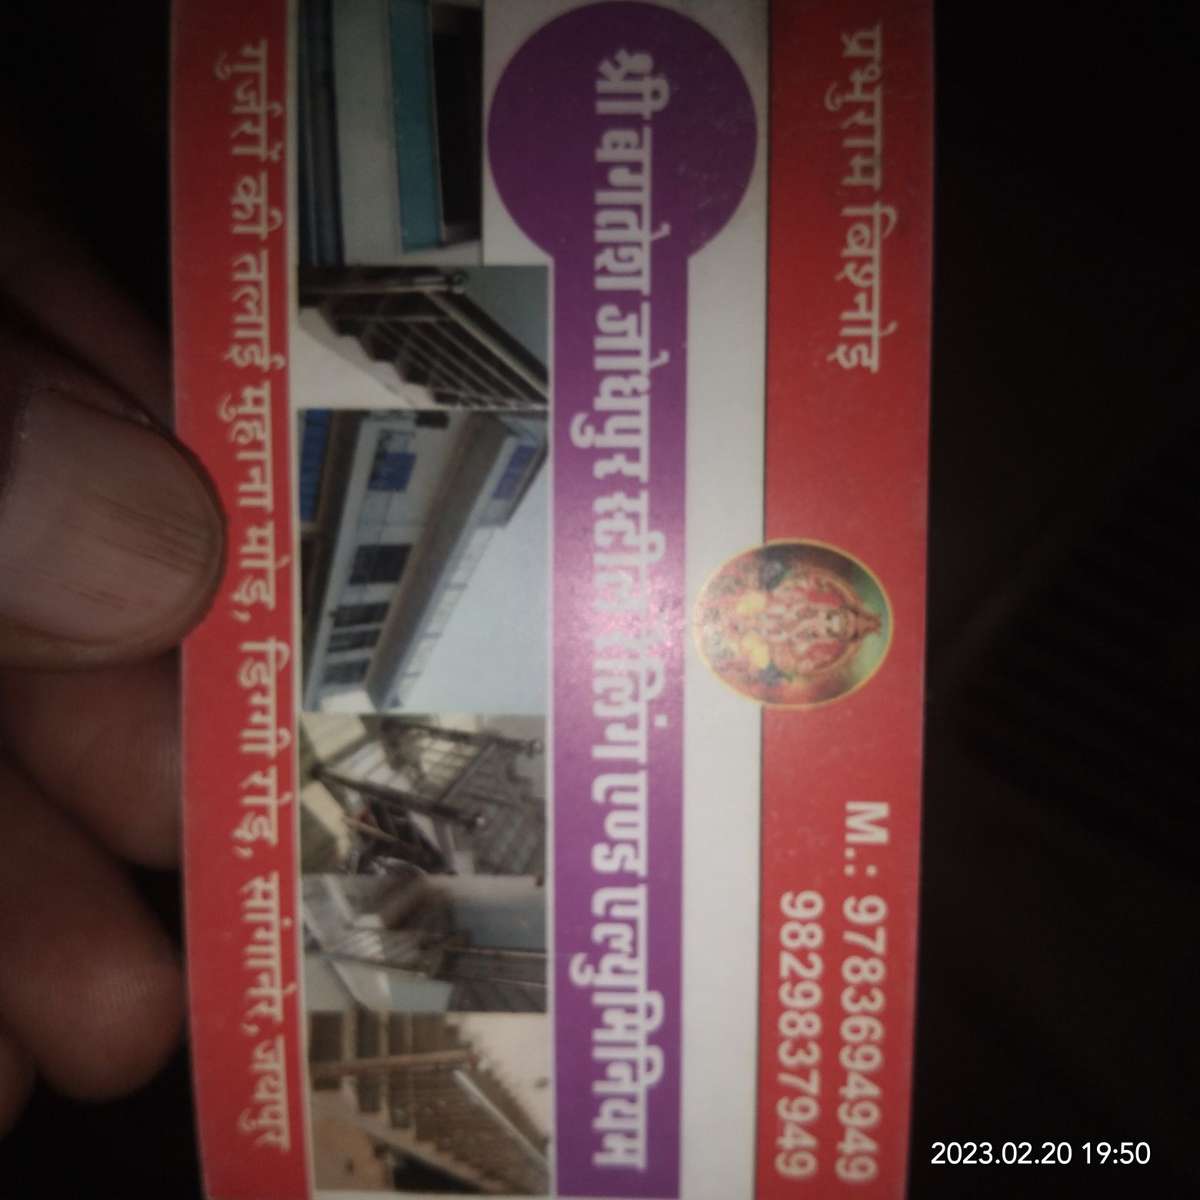 प्रभुराम बिश्नोई
M.: 9783694949
9829837949
श्री बगतेश जोधपुर स्टील रेलिंग एण्ड एल्युमिनियम
गुर्जरों की तलाई मुहाना मोड़, डिग्गी रोड़, सांगानेर, जयपुर
2023.02.20 19:50